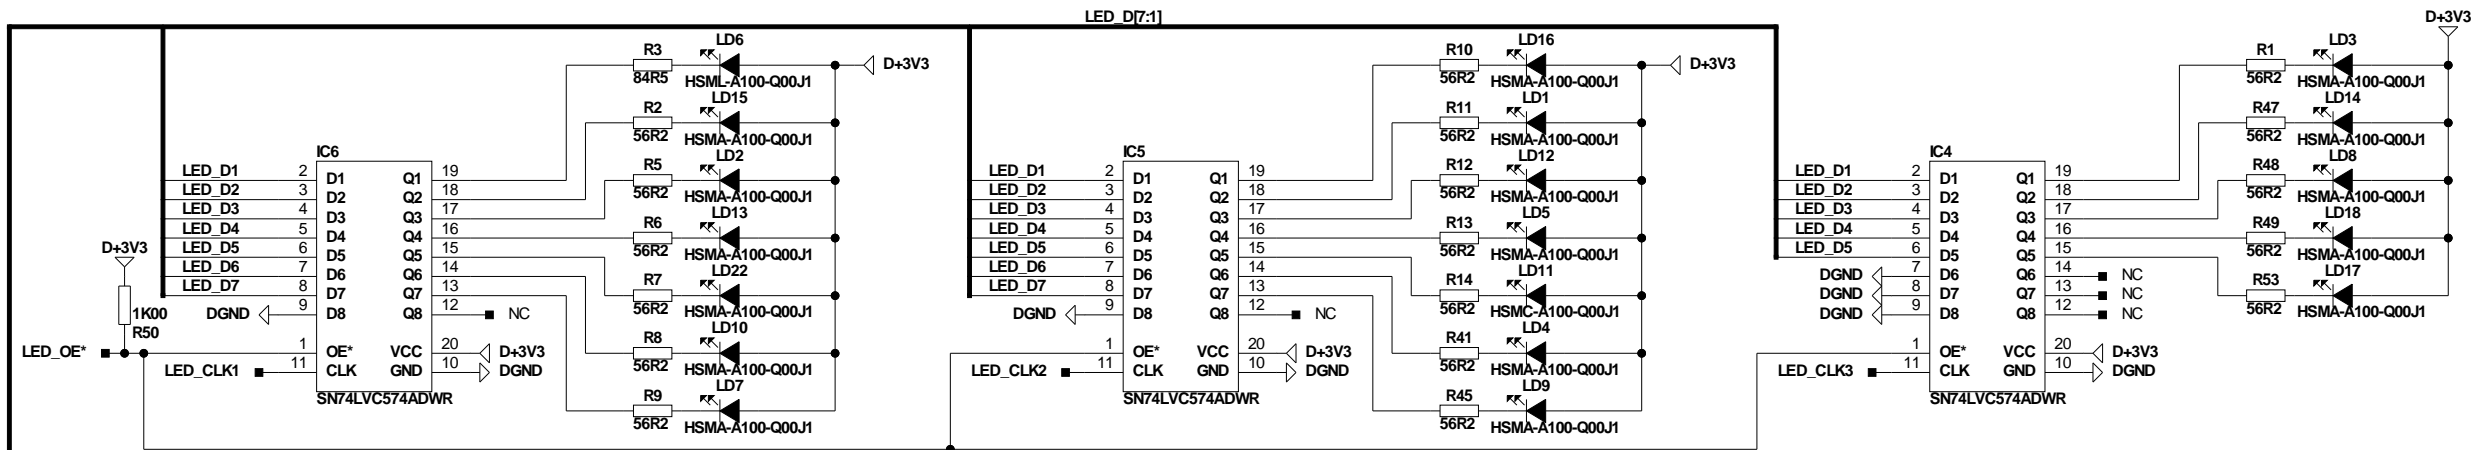 LED_D[7:1]
D+3V3
R3 LD6
84R5 HSML-A100-Q00J1
D+3V3
R2 LD15
56R2 HSMA-A100-Q00J1
R5 LD2
56R2 HSMA-A100-Q00J1
R6 LD13
56R2 HSMA-A100-Q00J1
R7 LD22
56R2 HSMA-A100-Q00J1
R8 LD10
56R2 HSMA-A100-Q00J1
R9 LD7
56R2 HSMA-A100-Q00J1
IC6
LED_D1 2 D1 Q1 19
LED_D2 3 D2 Q2 18
LED_D3 4 D3 Q3 17
LED_D4 5 D4 Q4 16
LED_D5 6 D5 Q5 15
LED_D6 7 D6 Q6 14
LED_D7 8 D7 Q7 13
DGND 9 D8 Q8 12 NC
D+3V3
1K00
R50
LED_OE* 1 OE* VCC 20 D+3V3
LED_CLK1 11 CLK GND 10 DGND
SN74LVC574ADWR
R10 LD16
56R2 HSMA-A100-Q00J1
D+3V3
R11 LD1
56R2 HSMA-A100-Q00J1
R12 LD12
56R2 HSMA-A100-Q00J1
R13 LD5
56R2 HSMA-A100-Q00J1
R14 LD11
56R2 HSMC-A100-Q00J1
R41 LD4
56R2 HSMA-A100-Q00J1
R45 LD9
56R2 HSMA-A100-Q00J1
IC5
LED_D1 2 D1 Q1 19
LED_D2 3 D2 Q2 18
LED_D3 4 D3 Q3 17
LED_D4 5 D4 Q4 16
LED_D5 6 D5 Q5 15
LED_D6 7 D6 Q6 14
LED_D7 8 D7 Q7 13
DGND 9 D8 Q8 12 NC
1 OE* VCC 20 D+3V3
LED_CLK2 11 CLK GND 10 DGND
SN74LVC574ADWR
R1 LD3
56R2 HSMA-A100-Q00J1
R47 LD14
56R2 HSMA-A100-Q00J1
R48 LD8
56R2 HSMA-A100-Q00J1
R49 LD18
56R2 HSMA-A100-Q00J1
R53 LD17
56R2 HSMA-A100-Q00J1
IC4
LED_D1 2 D1 Q1 19
LED_D2 3 D2 Q2 18
LED_D3 4 D3 Q3 17
LED_D4 5 D4 Q4 16
LED_D5 6 D5 Q5 15
DGND 7 D6 Q6 14 NC
DGND 8 D7 Q7 13 NC
DGND 9 D8 Q8 12 NC
1 OE* VCC 20 D+3V3
LED_CLK3 11 CLK GND 10 DGND
SN74LVC574ADWR